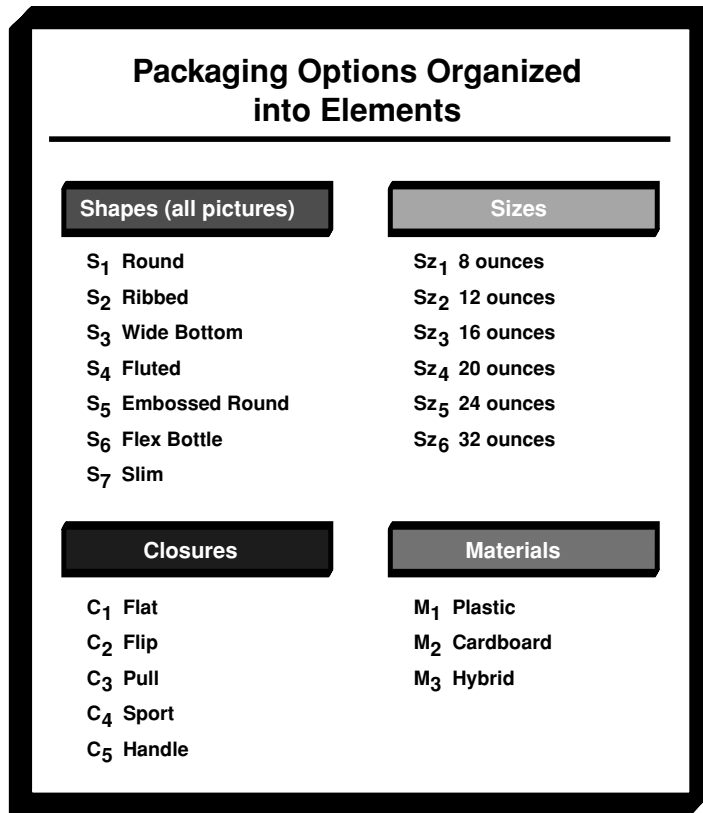 Packaging Options Organized
into Elements
Shapes (all pictures)
S1 Round
S2 Ribbed
S3 Wide Bottom
S4 Fluted
S5 Embossed Round
S6 Flex Bottle
S7 Slim
Sizes
Sz1 8 ounces
Sz2 12 ounces
Sz3 16 ounces
Sz4 20 ounces
Sz5 24 ounces
Sz6 32 ounces
Closures
C1 Flat
C2 Flip
C3 Pull
C4 Sport
C5 Handle
Materials
M1 Plastic
M2 Cardboard
M3 Hybrid